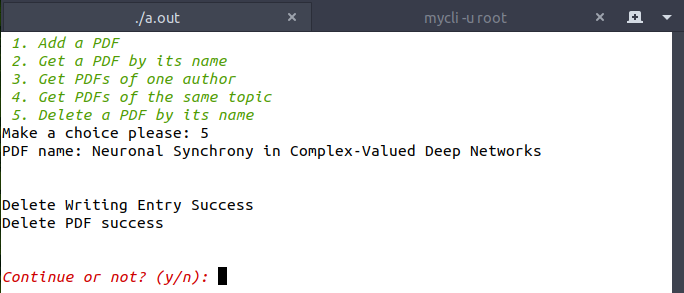 ./a.out
mycli -u root
1. Add a PDF
2. Get a PDF by its name
3. Get PDFs of one author
4. Get PDFs of the same topic
5. Delete a PDF by its name
Make a choice please: 5
PDF name: Neuronal Synchrony in Complex-Valued Deep Networks
Delete Writing Entry Success
Delete PDF success
Continue or not? (y/n):